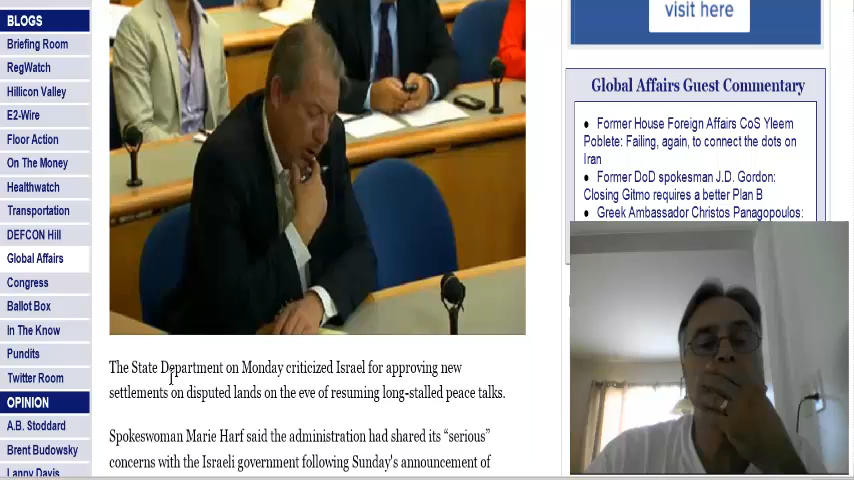 BLOGS
Briefing Room
RegWatch
Hillicon Valley
E2-Wire
Floor Action
On The Money
Healthwatch
Transportation
DEFCON Hill
Global Affairs
Congress
Ballot Box
In The Know
Pundits
Twitter Room
OPINION
A.B. Stoddard
Brent Budowsky
Lanny Davis
The State Department on Monday criticized Israel for approving new
settlements on disputed lands on the eve of resuming long-stalled peace talks.
Spokeswoman Marie Harf said the administration had shared its “serious”
concerns with the Israeli government following Sunday's announcement of
visit here
Global Affairs Guest Commentary
● Former House Foreign Affairs CoS Yleem
Poblete: Failing, again, to connect the dots on
Iran
● Former DoD spokesman J.D. Gordon:
Closing Gitmo requires a better Plan B
● Greek Ambassador Christos Panagopoulos: